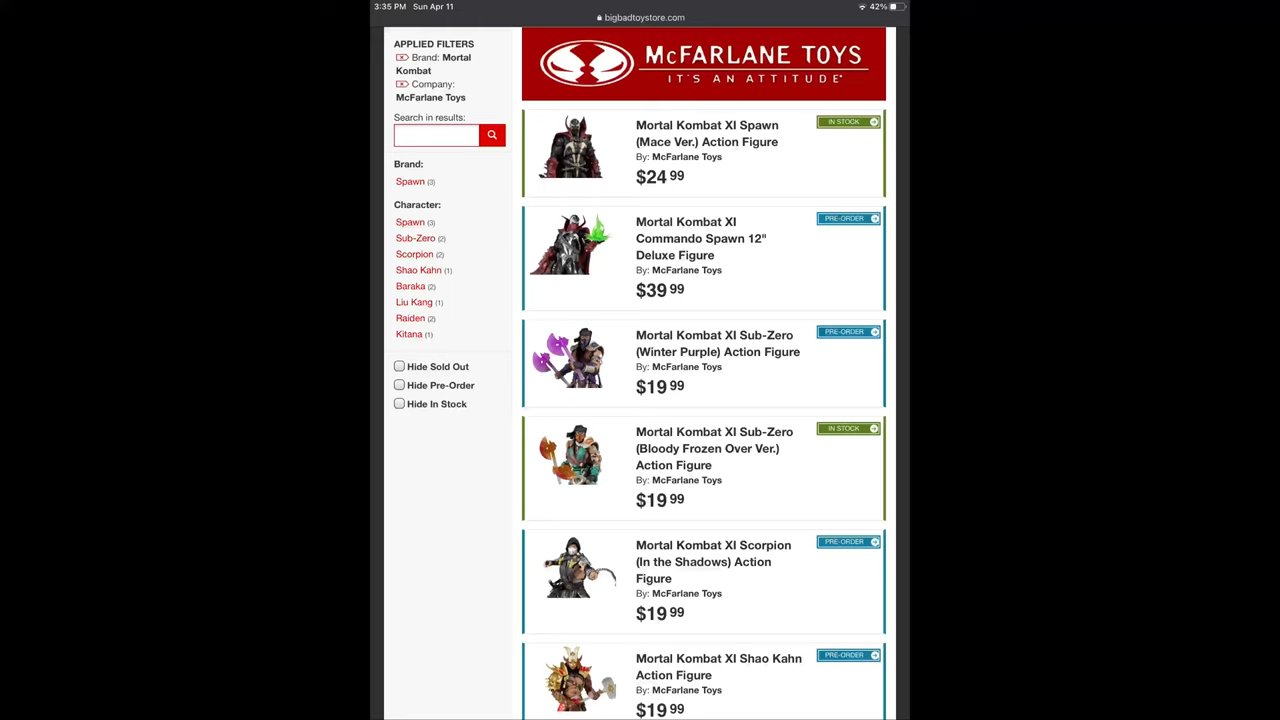 3:35 PM Sun Apr 11
42%
bigbadtoystore.com
APPLIED FILTERS
Brand: Mortal
Kombat
Company:
McFarlane Toys
Search in results:
Brand:
Spawn (3)
Character:
Spawn (3)
Sub-Zero (2)
Scorpion (2)
Shao Kahn (1)
Baraka (2)
Liu Kang (1)
Raiden (2)
Kitana (1)
Hide Sold Out
Hide Pre-Order
Hide In Stock
McFARLANE TOYS
IT'S AN ATTITUDE
Mortal Kombat XI Spawn
(Mace Ver.) Action Figure
By: McFarlane Toys
$24 99
IN STOCK
Mortal Kombat XI
Commando Spawn 12"
Deluxe Figure
By: McFarlane Toys
$39 99
PRE-ORDER
Mortal Kombat XI Sub-Zero
(Winter Purple) Action Figure
By: McFarlane Toys
$19 99
PRE-ORDER
Mortal Kombat XI Sub-Zero
(Bloody Frozen Over Ver.)
Action Figure
By: McFarlane Toys
$19 99
IN STOCK
Mortal Kombat XI Scorpion
(In the Shadows) Action
Figure
By: McFarlane Toys
$19 99
PRE-ORDER
Mortal Kombat XI Shao Kahn
Action Figure
By: McFarlane Toys
$19 99
PRE-ORDER